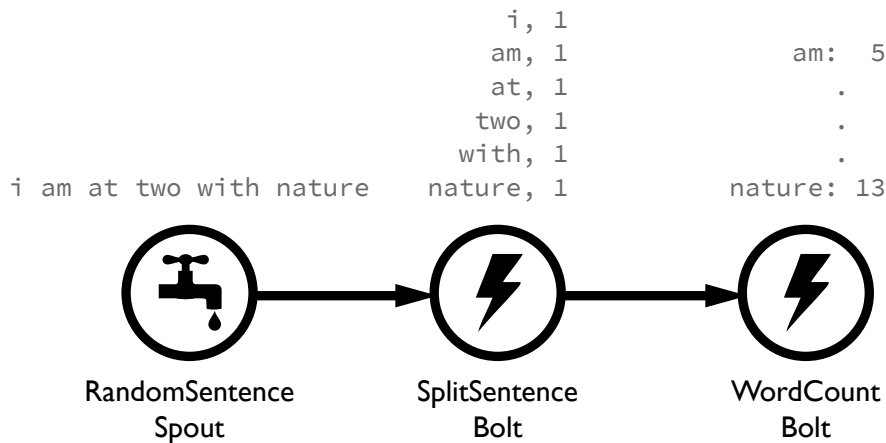 i am at two with nature
i, 1
am, 1
at, 1
two, 1
with, 1
nature, 1
am: 5
.
.
.
nature: 13
RandomSentence
Spout
SplitSentence
Bolt
WordCount
Bolt